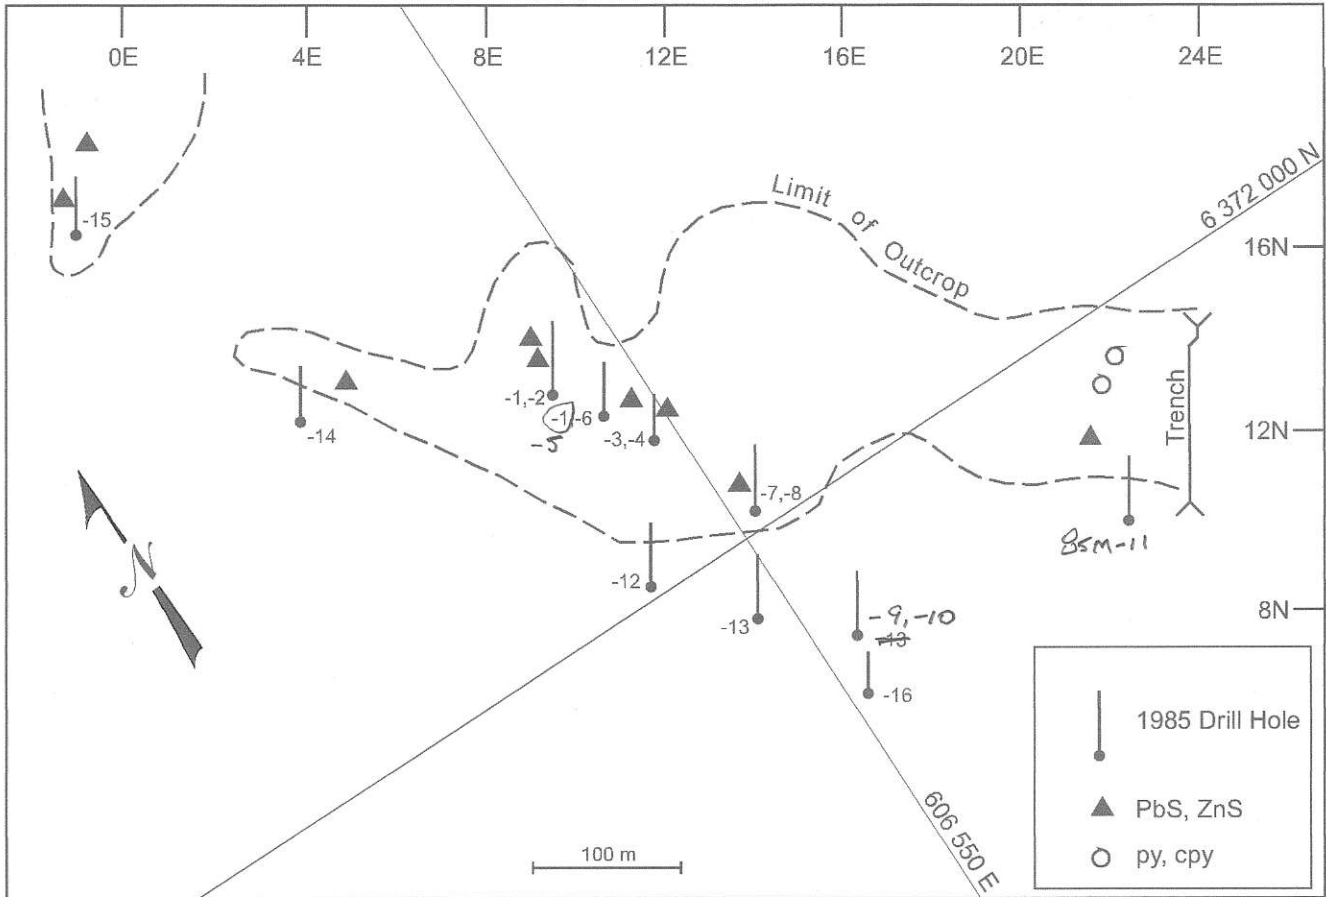 0E 4E 8E 12E 16E 20E 24E
6 372 000 N
Limit of Outcrop
-15
16N
-1,-2
-1,-6
-5
-3,-4
-14
Trench
12N
-7,-8
85M-11
-12
-13
-9,-10
-13
8N
-16
N
1985 Drill Hole
PbS, ZnS
py, cpy
100 m
606 550 E